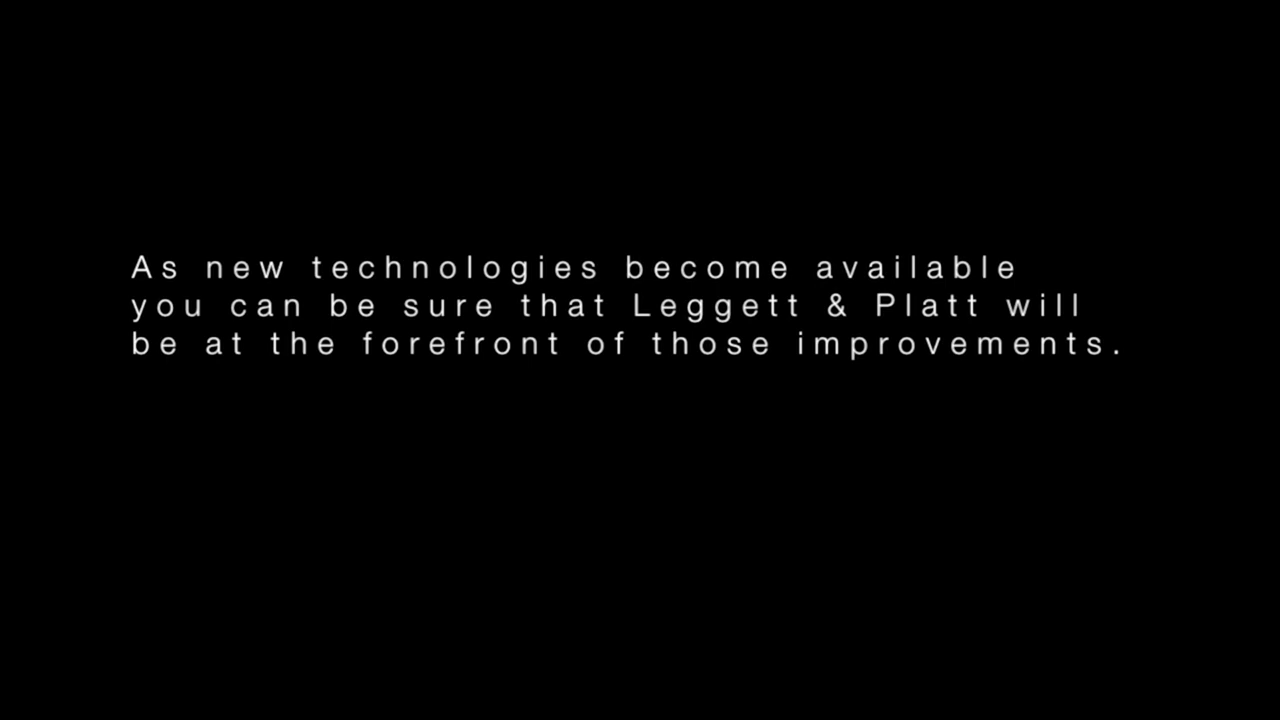 As new technologies become available
you can be sure that Leggett & Platt will
be at the forefront of those improvements.